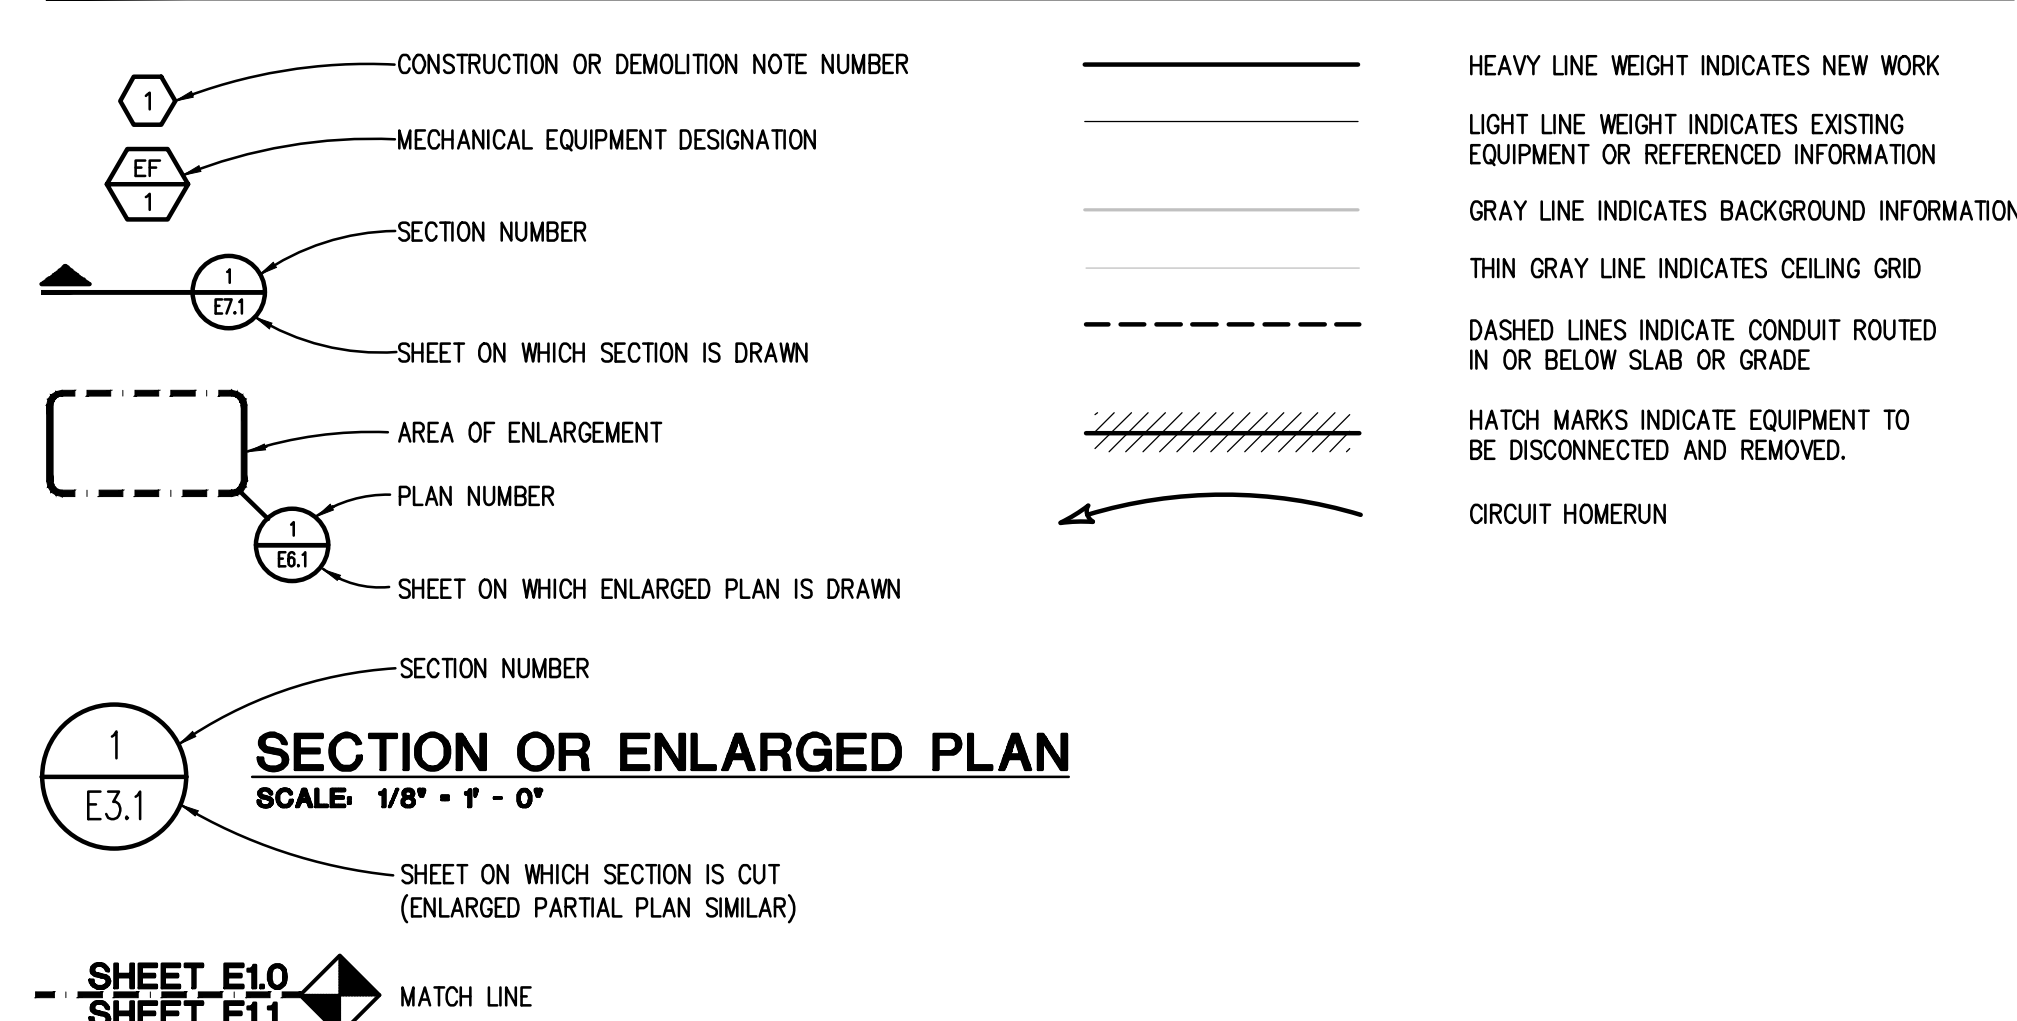 CONSTRUCTION OR DEMOLITION NOTE NUMBER
1
MECHANICAL EQUIPMENT DESIGNATION
EF
1
SECTION NUMBER
1
E7.1
SHEET ON WHICH SECTION IS DRAWN
AREA OF ENLARGEMENT
PLAN NUMBER
1
E6.1
SHEET ON WHICH ENLARGED PLAN IS DRAWN
SECTION NUMBER
1
E3.1
SECTION OR ENLARGED PLAN
SCALE: 1/8" - 1' - 0"
SHEET ON WHICH SECTION IS CUT
(ENLARGED PARTIAL PLAN SIMILAR)
SHEET E1.0
SHEET E1.1
MATCH LINE
HEAVY LINE WEIGHT INDICATES NEW WORK
LIGHT LINE WEIGHT INDICATES EXISTING
EQUIPMENT OR REFERENCED INFORMATION
GRAY LINE INDICATES BACKGROUND INFORMATION
THIN GRAY LINE INDICATES CEILING GRID
DASHED LINES INDICATE CONDUIT ROUTED
IN OR BELOW SLAB OR GRADE
HATCH MARKS INDICATE EQUIPMENT TO
BE DISCONNECTED AND REMOVED.
CIRCUIT HOMERUN